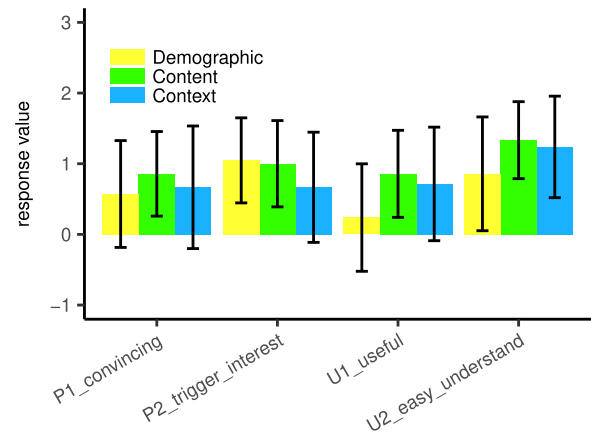 3
2
1
0
−1
response value
Demographic
Content
Context
P1_convincing
P2_trigger_interest
U1_useful
U2_easy_understand